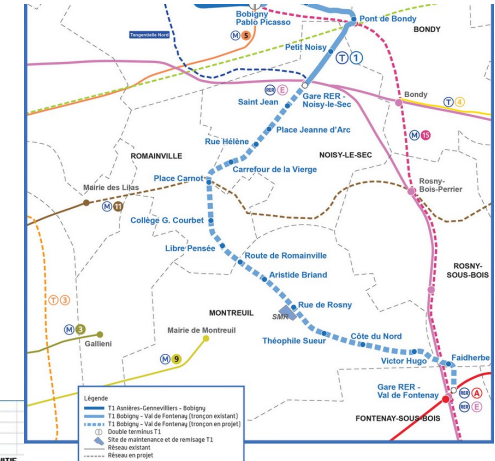 Bobigny
Pablo Picasso
Pont de Bondy
BONDY
Tangentielle Nord
M 5
Petit Noisy
T 1
RER E
Gare RER -
Noisy-le-Sec
Bondy
T 4
Saint Jean
Place Jeanne d'Arc
M 15
Rue Hélène
ROMAINVILLE
NOISY-LE-SEC
Carrefour de la Vierge
Place Carnot
Mairie des Lilas
Rosny-
Bois-Perrier
M 11
Collège G. Courbet
Libre Pensée
Route de Romainville
ROSNY-
SOUS-BOIS
Aristide Briand
T 3
MONTREUIL
Rue de Rosny
SMR
M 3
Mairie de Montreuil
Gallieni
Théophile Sueur
Côte du Nord
M 9
Victor Hugo
Faidherbe
Gare RER -
Val de Fontenay
RER A
RER E
FONTENAY-SOUS-BOIS
Légende
T1 Asnières-Gennevilliers - Bobigny
T1 Bobigny - Val de Fontenay (tronçon existant)
T1 Bobigny - Val de Fontenay (tronçon en projet)
Double terminus T1
Site de maintenance et de remisage T1
Réseau existant
Réseau en projet